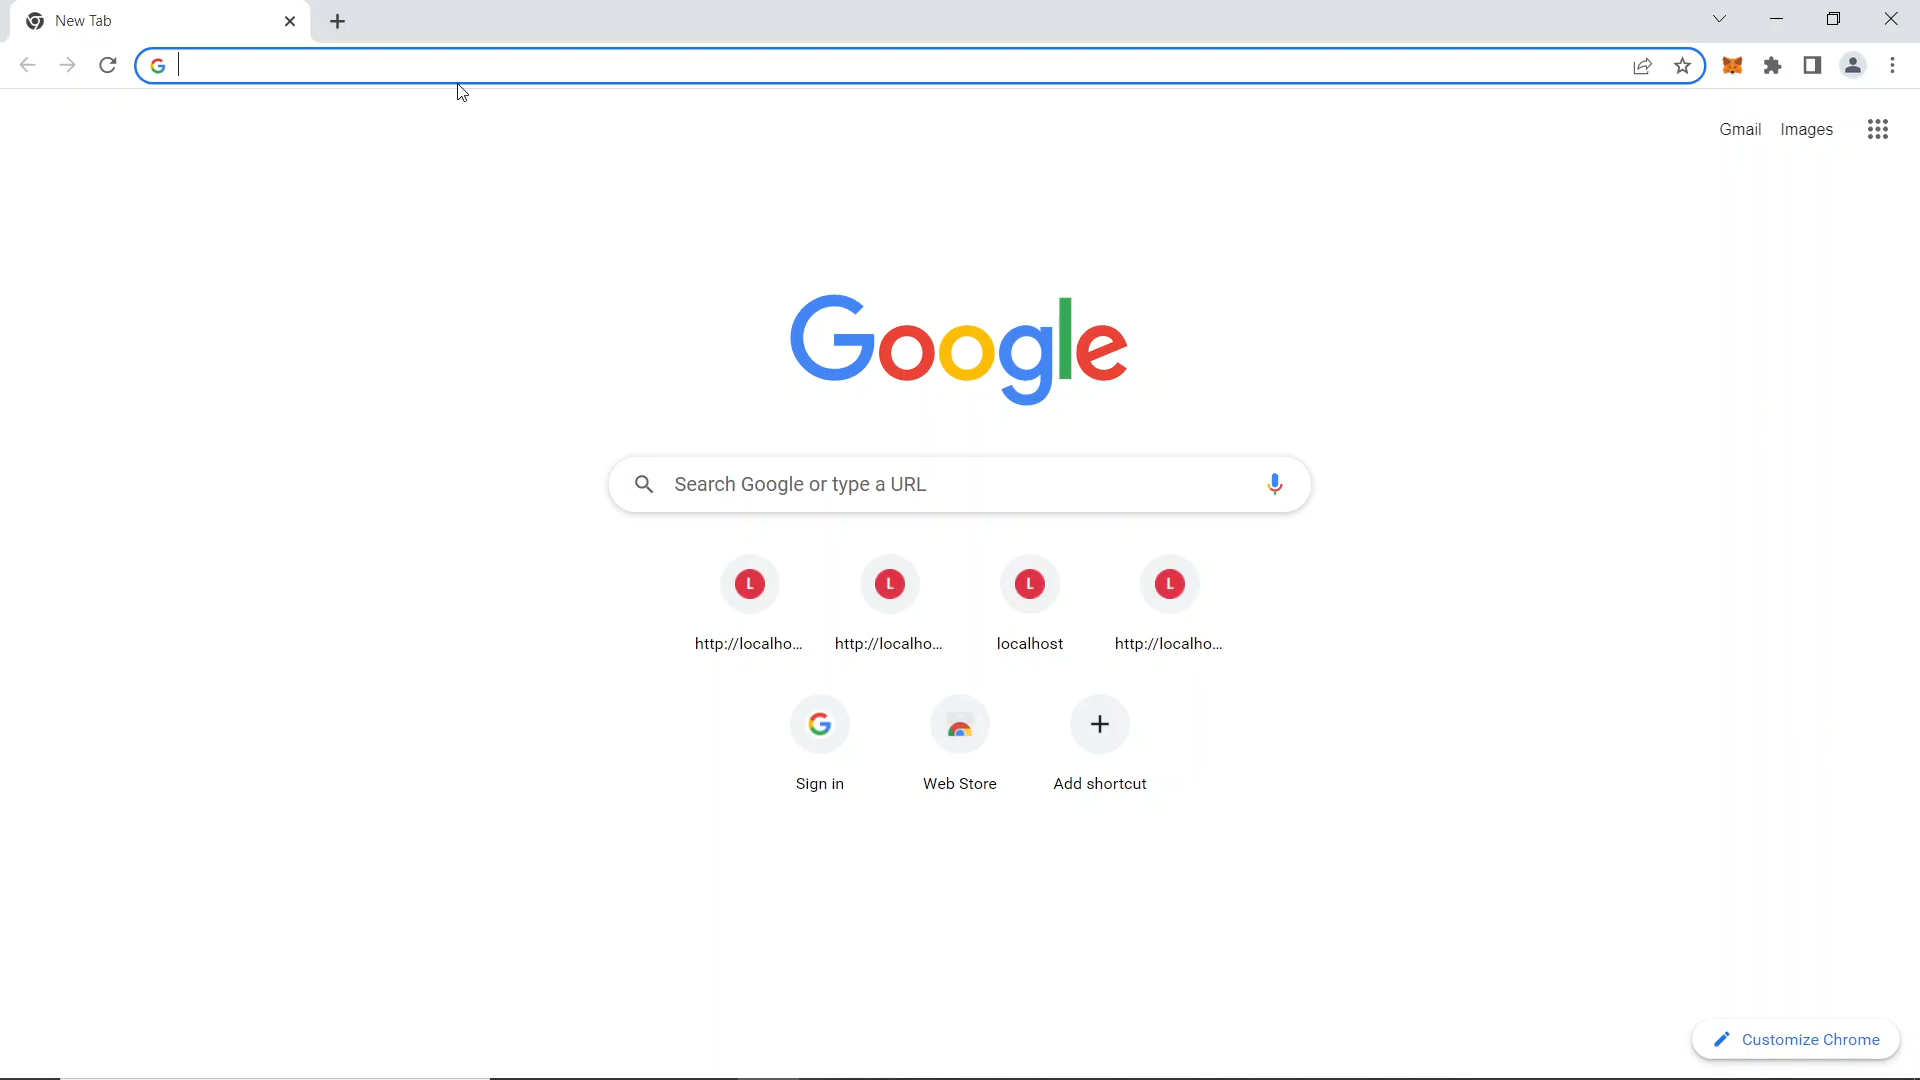 New Tab
Gmail Images
Google
Search Google or type a URL
L L L L
http://localho... http://localho... localhost http://localho...
Sign in Web Store Add shortcut
Customize Chrome